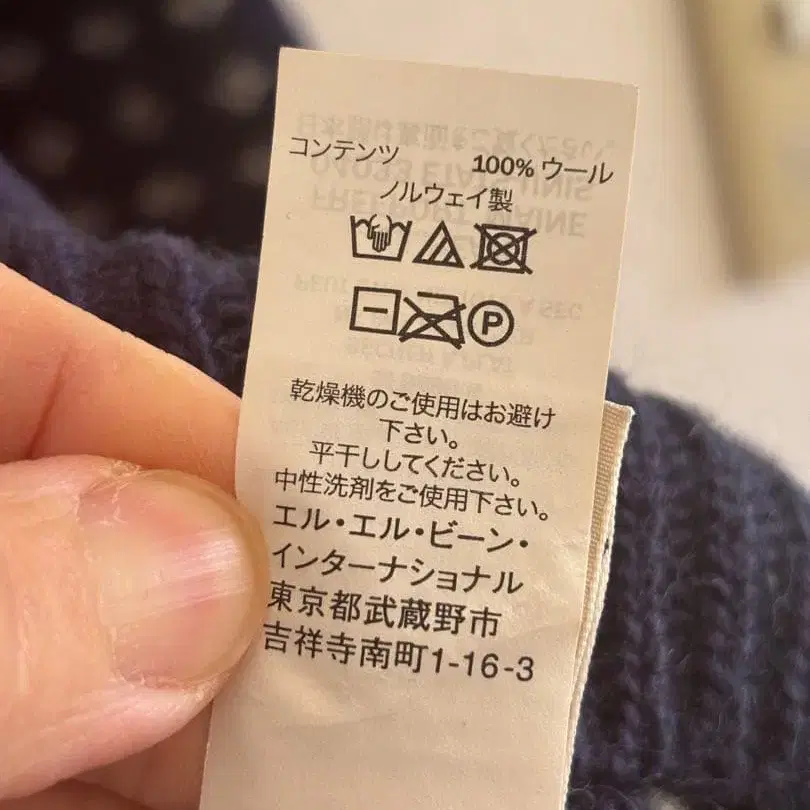 コンテンツ 100% ウール
ノルウェイ製
P
乾燥機のご使用はお避け
下さい。
平干ししてください。
中性洗剤をご使用下さい。
エル・エル・ビーン・
インターナショナル
東京都武蔵野市
吉祥寺南町1-16-3